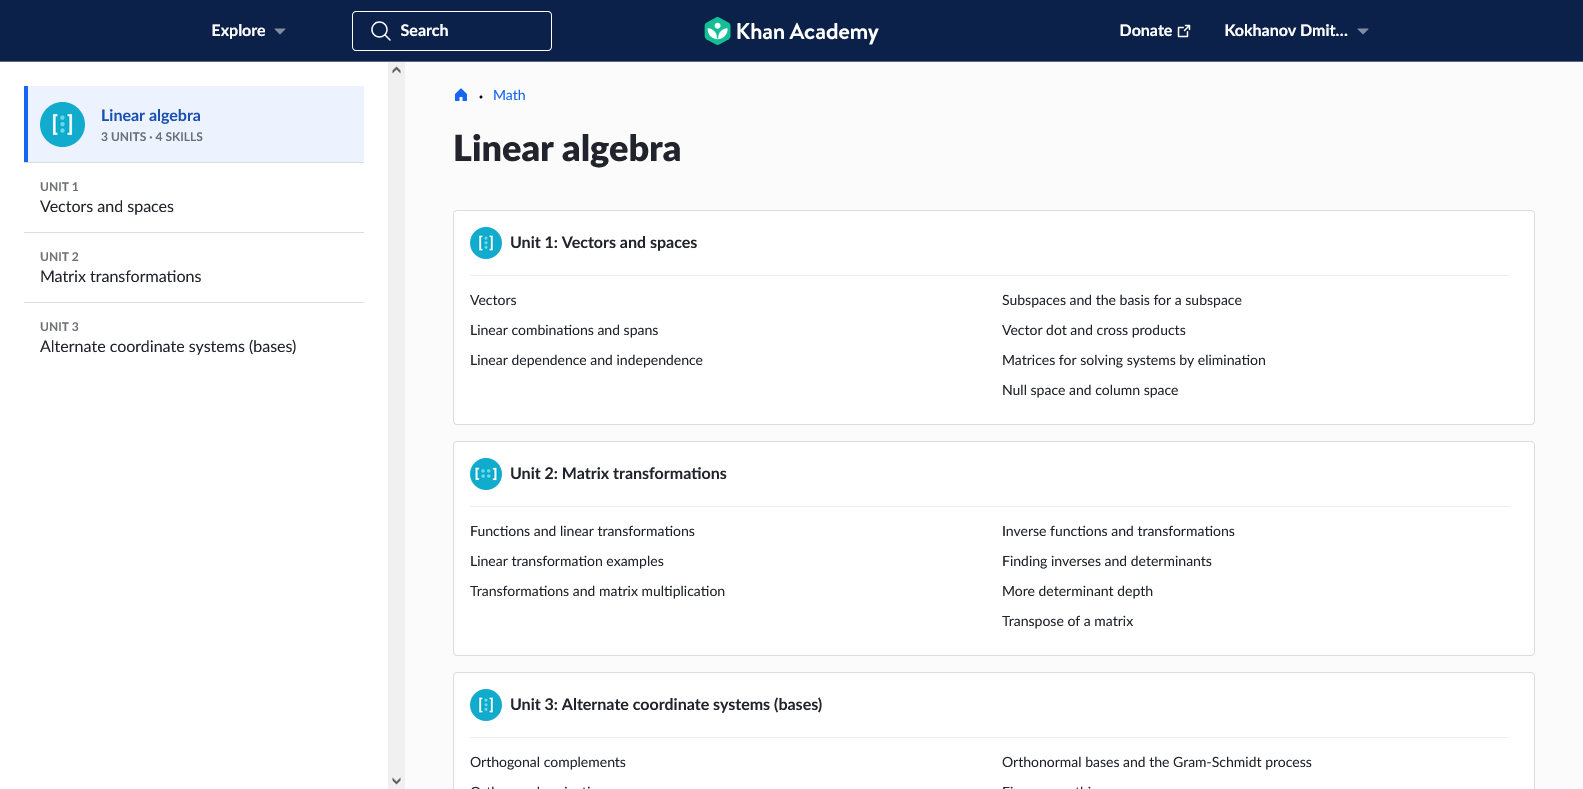 Explore
Search
Khan Academy
Donate
Kokhanov Dmit...
Linear algebra
3 UNITS · 4 SKILLS
UNIT 1
Vectors and spaces
UNIT 2
Matrix transformations
UNIT 3
Alternate coordinate systems (bases)
Math
Linear algebra
Unit 1: Vectors and spaces
Vectors
Linear combinations and spans
Linear dependence and independence
Subspaces and the basis for a subspace
Vector dot and cross products
Matrices for solving systems by elimination
Null space and column space
Unit 2: Matrix transformations
Functions and linear transformations
Linear transformation examples
Transformations and matrix multiplication
Inverse functions and transformations
Finding inverses and determinants
More determinant depth
Transpose of a matrix
Unit 3: Alternate coordinate systems (bases)
Orthogonal complements
Orthonormal bases and the Gram-Schmidt process